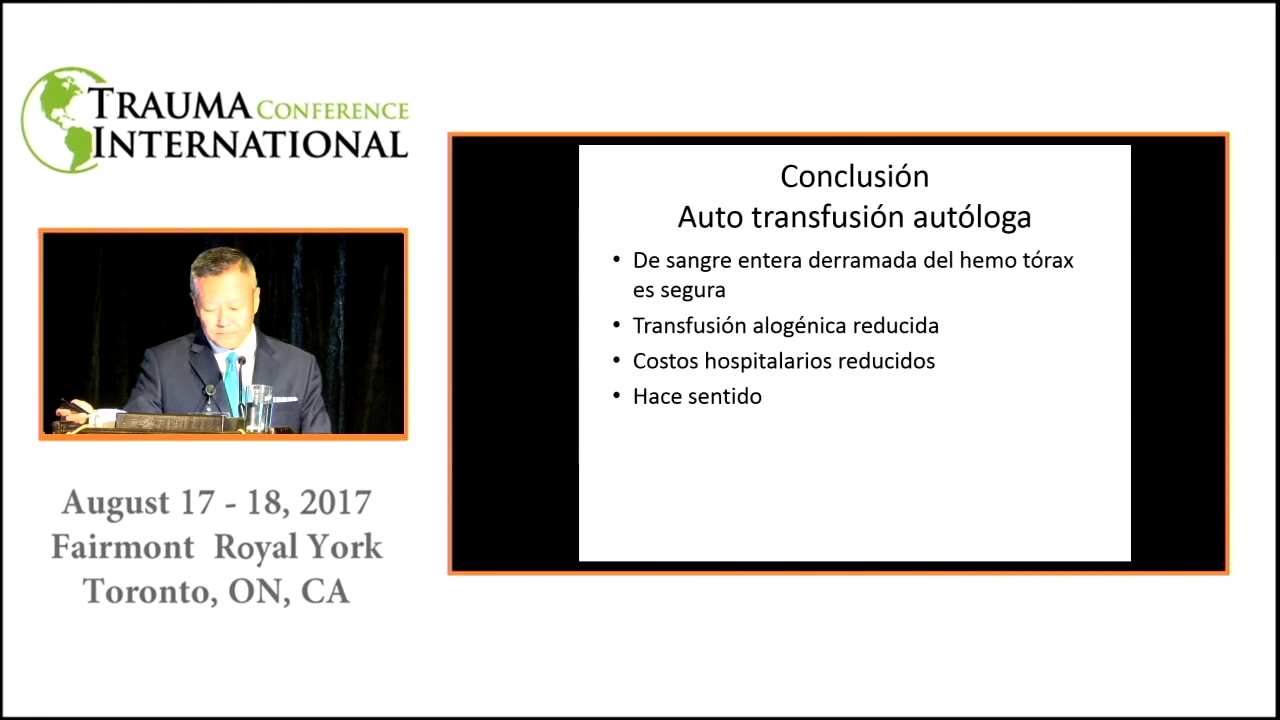 TRAUMA CONFERENCE
INTERNATIONAL
August 17 - 18, 2017
Fairmont Royal York
Toronto, ON, CA
Conclusión
Auto transfusión autóloga
• De sangre entera derramada del hemo tórax
es segura
• Transfusión alogénica reducida
• Costos hospitalarios reducidos
• Hace sentido